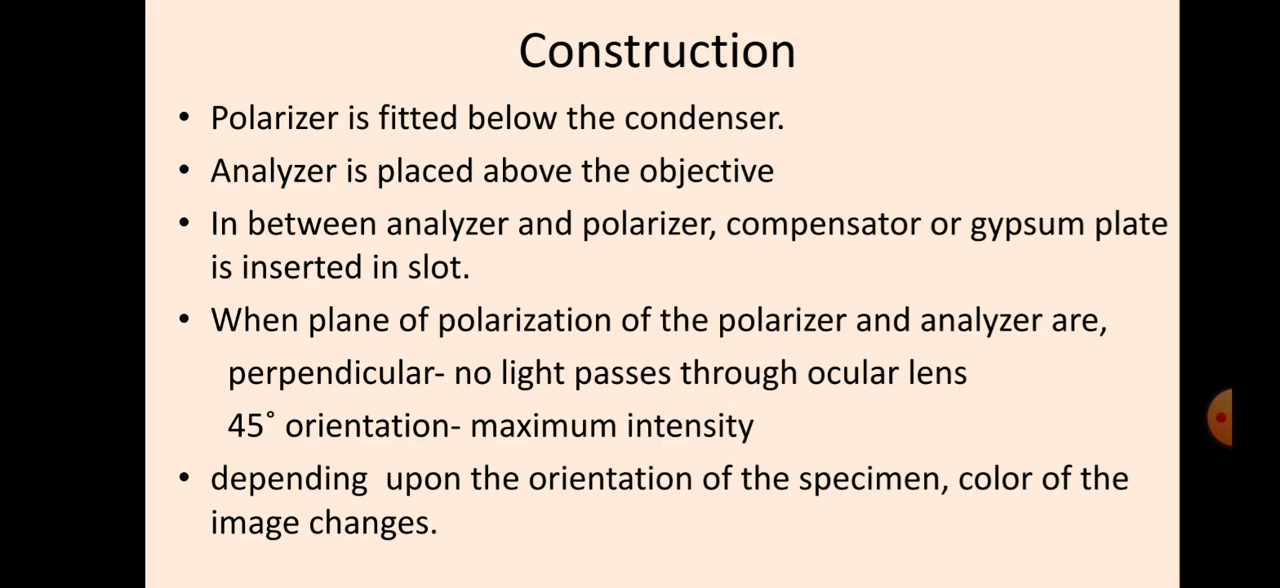 Construction
• Polarizer is fitted below the condenser.
• Analyzer is placed above the objective
• In between analyzer and polarizer, compensator or gypsum plate
is inserted in slot.
• When plane of polarization of the polarizer and analyzer are,
perpendicular- no light passes through ocular lens
45˚ orientation- maximum intensity
• depending  upon the orientation of the specimen, color of the
image changes.